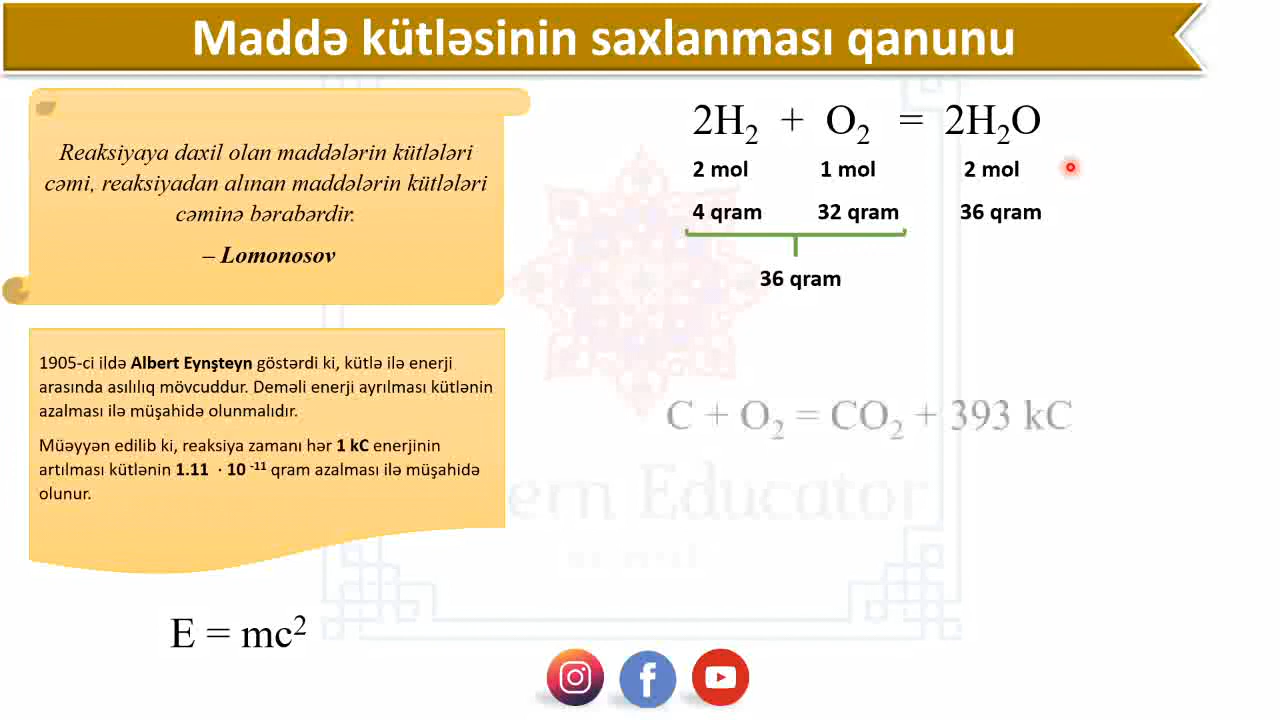 Maddə kütləsinin saxlanması qanunu
Reaksiyaya daxil olan maddələrin kütlələri
cəmi, reaksiyadan alınan maddələrin kütlələri
cəminə bərabərdir.
– Lomonosov
1905-ci ildə Albert Eynşteyn göstərdi ki, kütlə ilə enerji
arasında asılılıq mövcuddur. Deməli enerji ayrılması kütlənin
azalması ilə müşahidə olunmalıdır.
Müəyyən edilib ki, reaksiya zamanı hər 1 kC enerjinin
artılması kütlənin 1.11 · 10⁻¹¹ qram azalması ilə müşahidə
olunur.
E = mc²
2H₂ + O₂ = 2H₂O
2 mol 1 mol 2 mol
4 qram 32 qram 36 qram
36 qram
C + O₂ = CO₂ + 393 kC
Educator